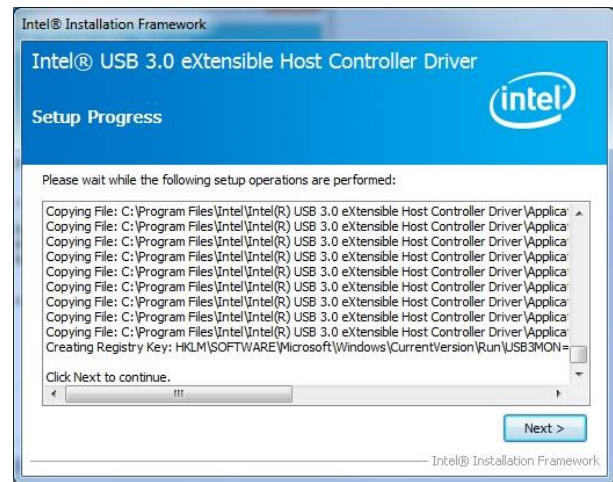 Intel® Installation Framework
Intel® USB 3.0 eXtensible Host Controller Driver
intel
Setup Progress
Please wait while the following setup operations are performed:
Copying File: C:\Program Files\Intel\Intel(R) USB 3.0 eXtensible Host Controller Driver\Applica
Copying File: C:\Program Files\Intel\Intel(R) USB 3.0 eXtensible Host Controller Driver\Applica
Copying File: C:\Program Files\Intel\Intel(R) USB 3.0 eXtensible Host Controller Driver\Applica
Copying File: C:\Program Files\Intel\Intel(R) USB 3.0 eXtensible Host Controller Driver\Applica
Copying File: C:\Program Files\Intel\Intel(R) USB 3.0 eXtensible Host Controller Driver\Applica
Copying File: C:\Program Files\Intel\Intel(R) USB 3.0 eXtensible Host Controller Driver\Applica
Copying File: C:\Program Files\Intel\Intel(R) USB 3.0 eXtensible Host Controller Driver\Applica
Copying File: C:\Program Files\Intel\Intel(R) USB 3.0 eXtensible Host Controller Driver\Applica
Copying File: C:\Program Files\Intel\Intel(R) USB 3.0 eXtensible Host Controller Driver\Applica
Creating Registry Key: HKLM\SOFTWARE\Microsoft\Windows\CurrentVersion\Run\USB3MON=
Click Next to continue.
Next >
Intel® Installation Framework